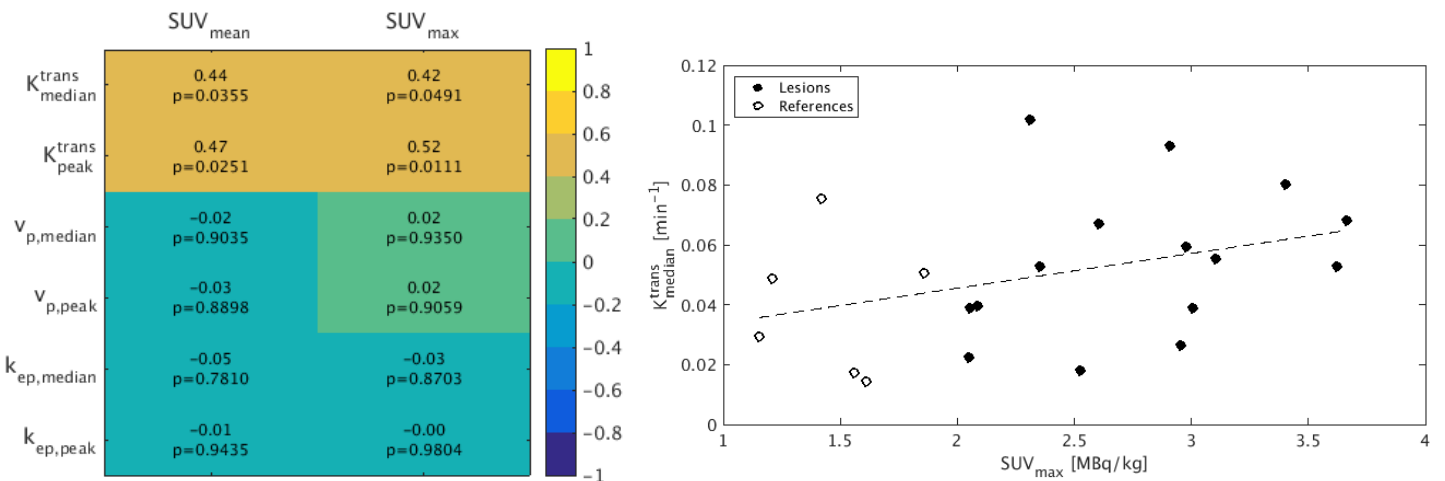 SUVmean SUVmax
Ktrans median 0.44 0.42
p=0.0355 p=0.0491
Ktrans peak 0.47 0.52
p=0.0251 p=0.0111
vp,median −0.02 0.02
p=0.9035 p=0.9350
vp,peak −0.03 0.02
p=0.8898 p=0.9059
kep,median −0.05 −0.03
p=0.7810 p=0.8703
kep,peak −0.01 −0.00
p=0.9435 p=0.9804
1
0.8
0.6
0.4
0.2
0
−0.2
−0.4
−0.6
−0.8
−1
Ktrans median [min−1]
0.12
0.1
0.08
0.06
0.04
0.02
0
Lesions
References
1 1.5 2 2.5 3 3.5 4
SUVmax [MBq/kg]